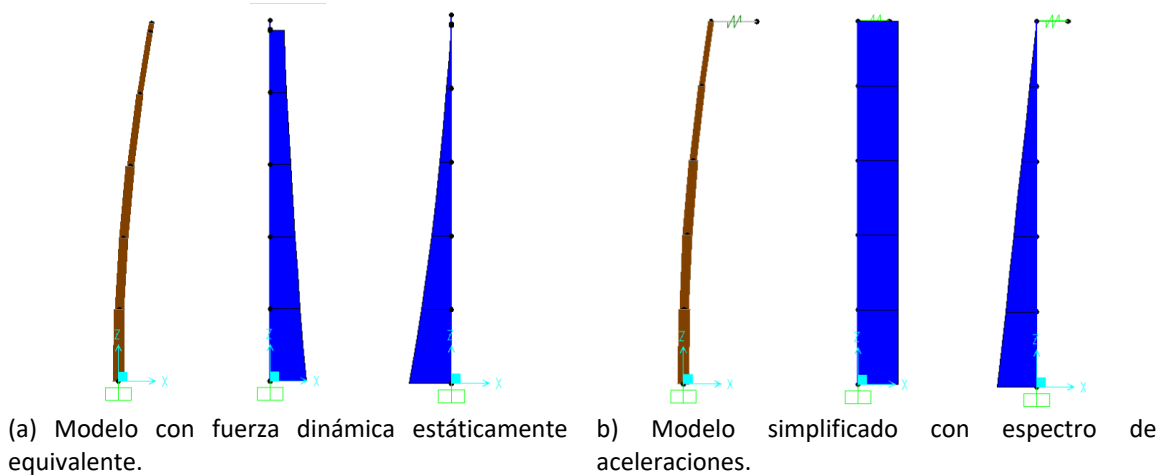 Z
X
Z
X
Z
X
Z
X
Z
X
Z
X
(a) Modelo con fuerza dinámica estáticamente
equivalente.
b) Modelo simplificado con espectro de
aceleraciones.